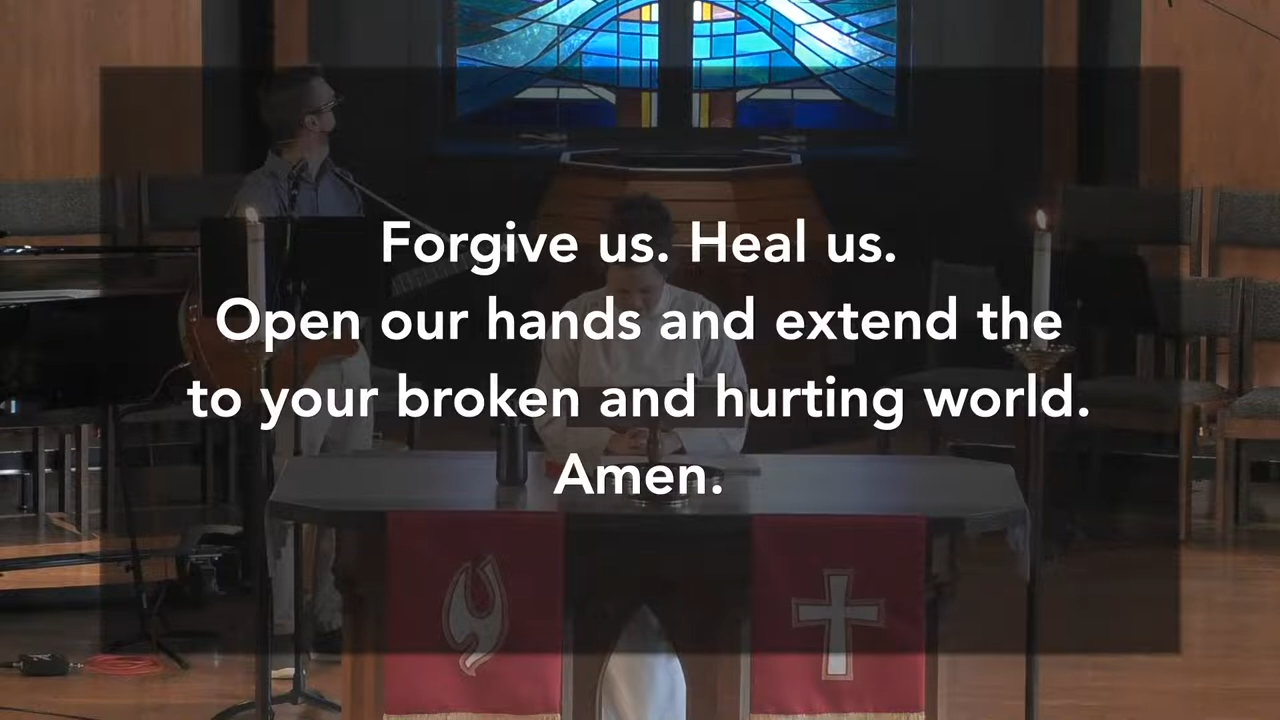 Forgive us. Heal us.
Open our hands and extend the
to your broken and hurting world.
Amen.